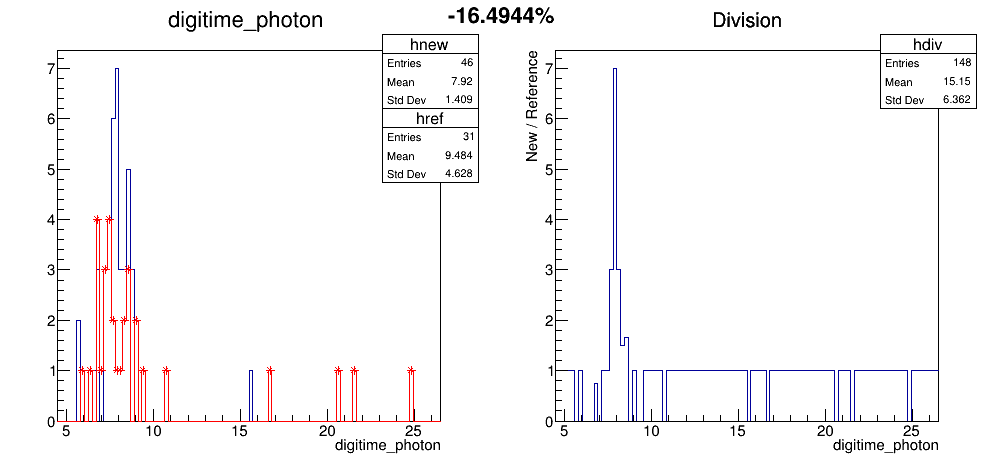 -16.4944%
digitime_photon
hnew
Entries 46
Mean 7.92
Std Dev 1.409
href
Entries 31
Mean 9.484
Std Dev 4.628
7
6
5
4
3
2
1
0
5 10 15 20 25
digitime_photon
Division
hdiv
Entries 148
Mean 15.15
Std Dev 6.362
New / Reference
7
6
5
4
3
2
1
0
5 10 15 20 25
digitime_photon